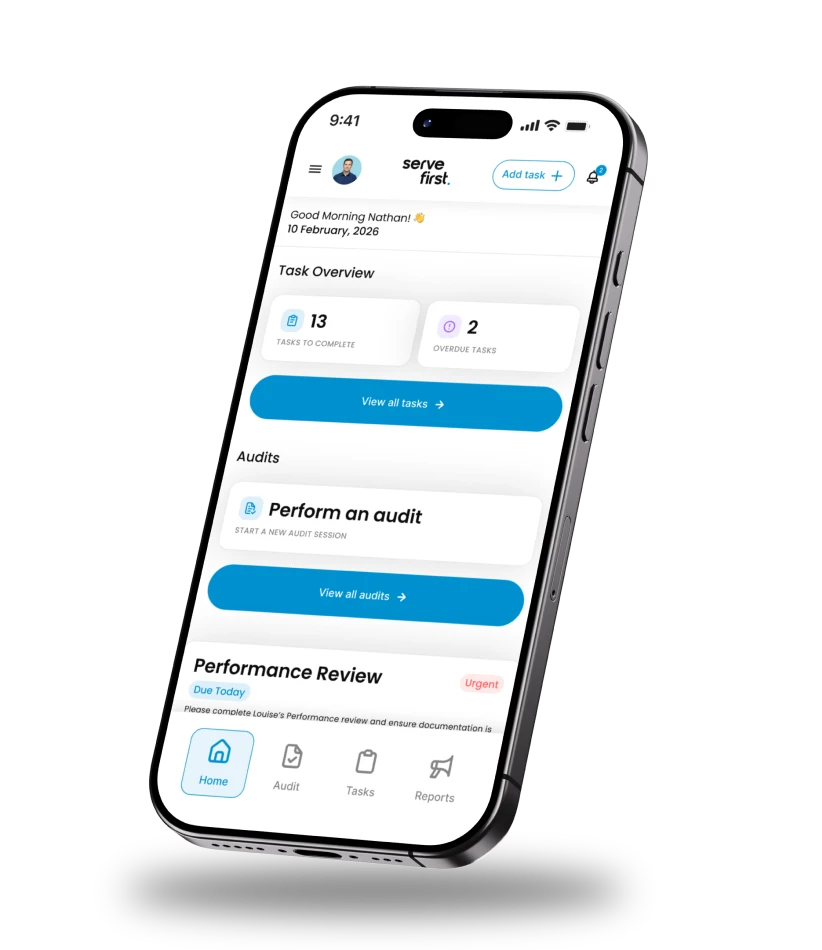 9:41
serve
first.
Add task
2
Good Morning Nathan! 👋
10 February, 2026
Task Overview
13
TASKS TO COMPLETE
2
OVERDUE TASKS
View all tasks →
Audits
Perform an audit
START A NEW AUDIT SESSION
View all audits →
Performance Review
Urgent
Due Today
Please complete Louise's Performance review and ensure documentation is
Home
Audit
Tasks
Reports